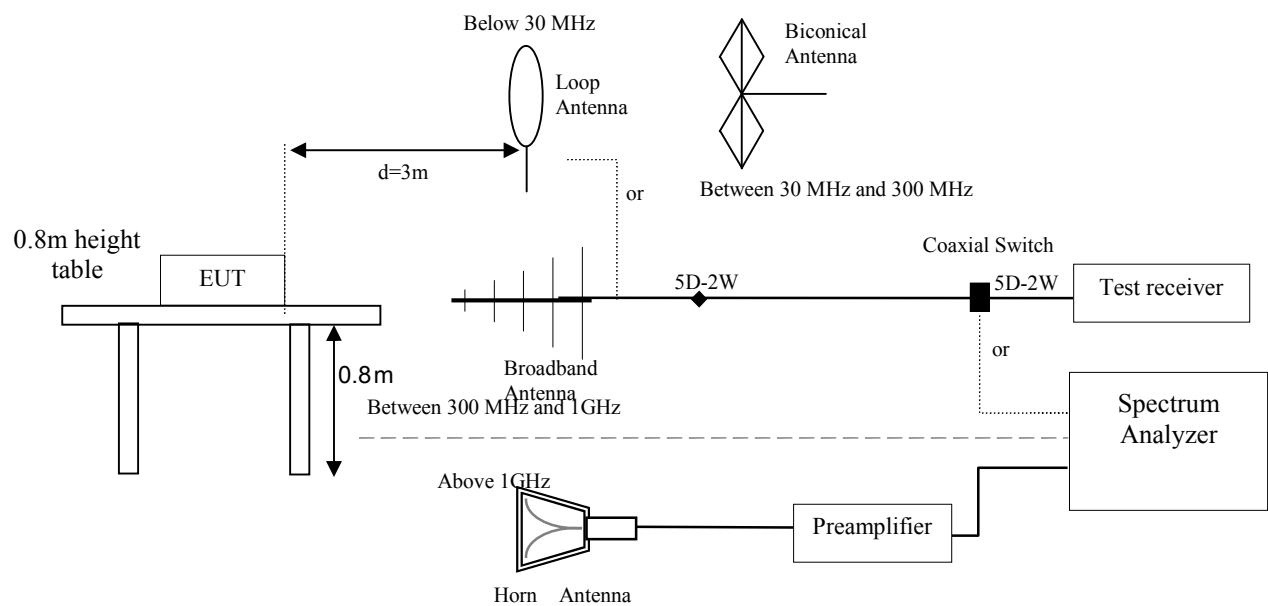 Below 30 MHz
Loop
Antenna
Biconical
Antenna
d=3m
or
Between 30 MHz and 300 MHz
0.8m height
table
EUT
5D-2W
Coaxial Switch
5D-2W
Test receiver
or
0.8m
Broadband
Antenna
Between 300 MHz and 1GHz
Spectrum
Analyzer
Above 1GHz
Preamplifier
Horn Antenna